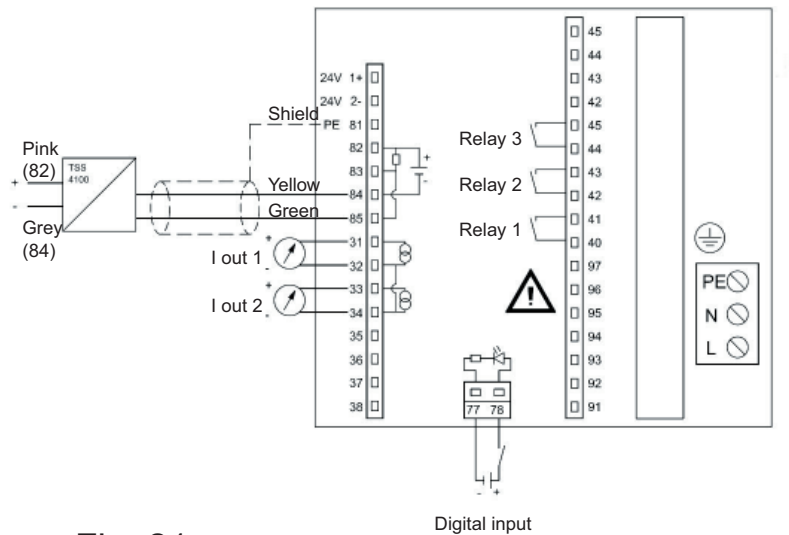 Pink
(82)
+
-
Grey
(84)
TSS
4100
Shield
Yellow
Green
I out 1
+
-
I out 2
+
-
24V 1+
24V 2-
PE 81
82
83
84
85
31
32
33
34
35
36
37
38
+
-
77 78
- +
Digital input
Relay 3
Relay 2
Relay 1
45
44
43
42
45
44
43
42
41
40
97
96
95
94
93
92
91
PE
N
L